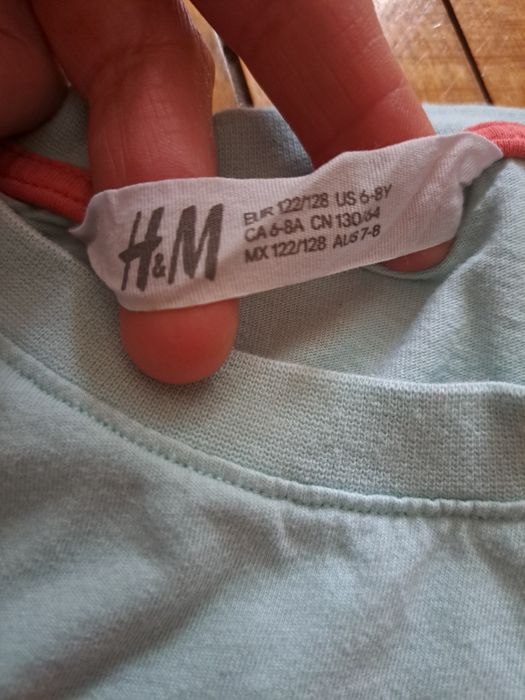 H&M
EUR 122/128 US 6-8Y
CA 6-8A CN 130/64
MX 122/128 AUS 7-8